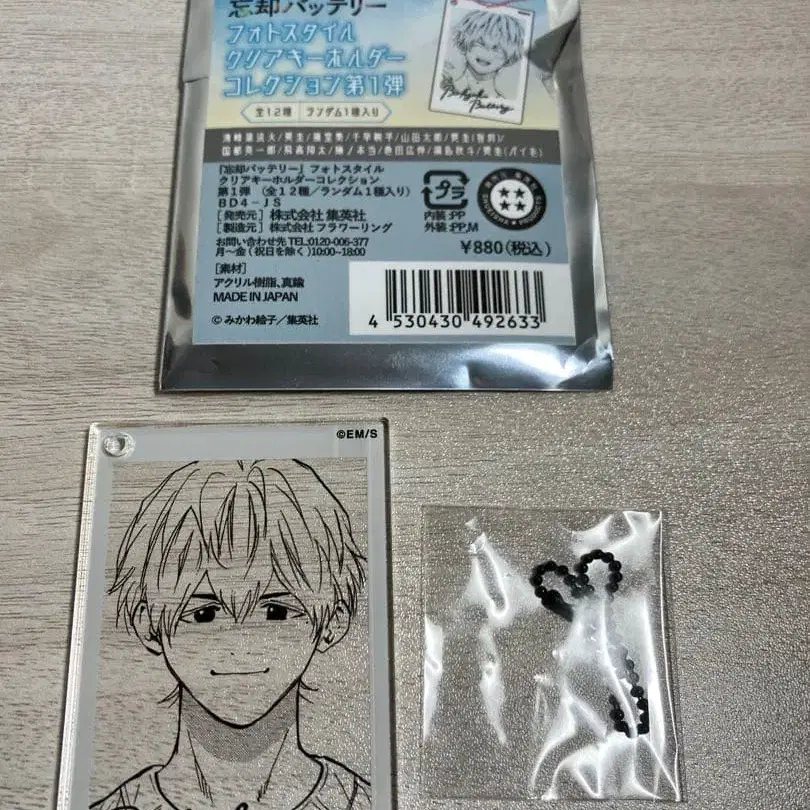 忘却バッテリー
フォトスタイル
クリアキーホルダー
コレクション第1弾
全12種 ランダム1種入り
Bokyaku
Battery
「忘却バッテリー」フォトスタイル
クリアキーホルダーコレクション
第1弾 (全12種/ランダム1種入り)
BD4-JS
[発売元] 株式会社 集英社
[製造元] 株式会社 フラワーリング
お問い合わせ先 TEL:0120-006-377
月〜金(祝日を除く)10:00~18:00
[素材]
アクリル樹脂、真鍮
MADE IN JAPAN
© みかわ絵子/集英社
プラ
内装:PP
外装:PP,M
SHUEISHA PRODUCTS
¥880(税込)
4 530430 492633
©EM/S